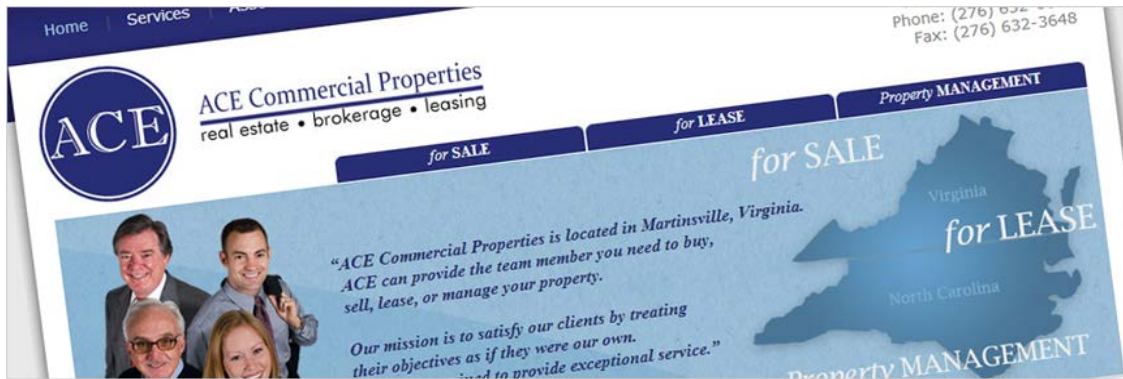 Home
Services
Phone: (276) 632-
Fax: (276) 632-3648
ACE
ACE Commercial Properties
real estate • brokerage • leasing
for SALE
for LEASE
Property MANAGEMENT
for SALE
Virginia
for LEASE
North Carolina
Property MANAGEMENT
“ACE Commercial Properties is located in Martinsville, Virginia.
ACE can provide the team member you need to buy,
sell, lease, or manage your property.
Our mission is to satisfy our clients by treating
their objectives as if they were our own.
to provide exceptional service.”